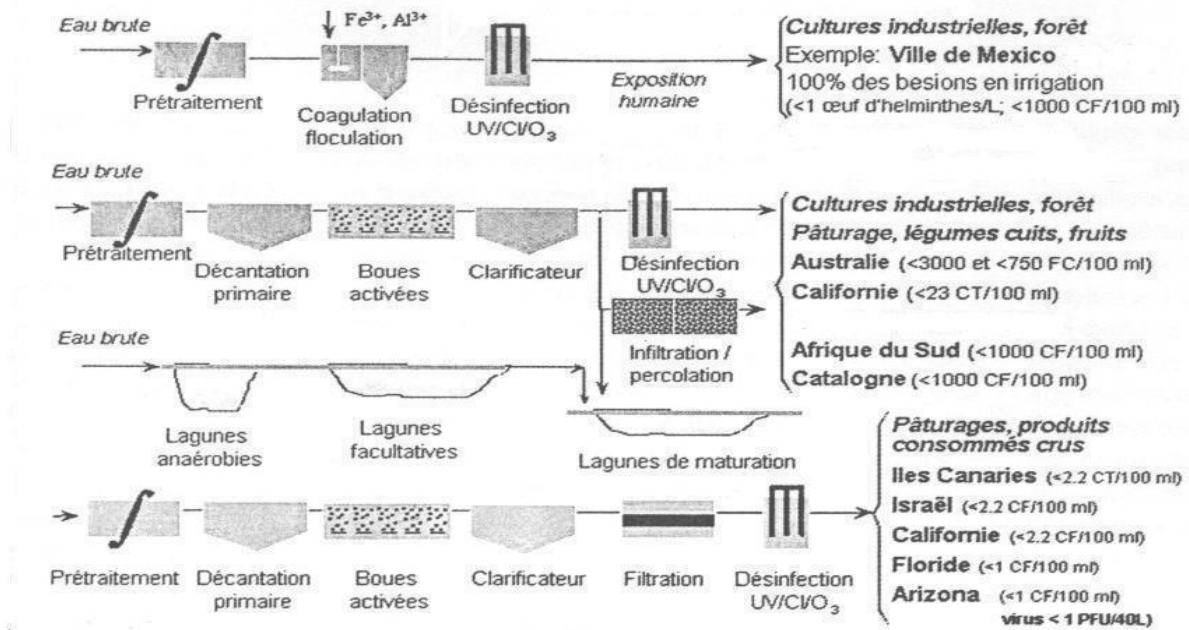 Fe³⁺, Al³⁺
Eau brute
Prétraitement
Coagulation
floculation
Désinfection
UV/Cl/O₃
Exposition
humaine
Cultures industrielles, forêt
Exemple: Ville de Mexico
100% des besions en irrigation
(<1 œuf d'helminthes/L; <1000 CF/100 ml)
Eau brute
Prétraitement
Décantation
primaire
Boues
activées
Clarificateur
Désinfection
UV/Cl/O₃
Infiltration /
percolation
Cultures industrielles, forêt
Pâturage, légumes cuits, fruits
Australie (<3000 et <750 FC/100 ml)
Californie (<23 CT/100 ml)
Afrique du Sud (<1000 CF/100 ml)
Catalogne (<1000 CF/100 ml)
Eau brute
Lagunes
anaérobies
Lagunes
facultatives
Lagunes de maturation
Prétraitement
Décantation
primaire
Boues
activées
Clarificateur
Filtration
Désinfection
UV/Cl/O₃
Pâturages, produits
consommés crus
Iles Canaries (<2.2 CT/100 ml)
Israël (<2.2 CF/100 ml)
Californie (<2.2 CF/100 ml)
Floride (<1 CF/100 ml)
Arizona (<1 CF/100 ml)
virus < 1 PFU/40L)